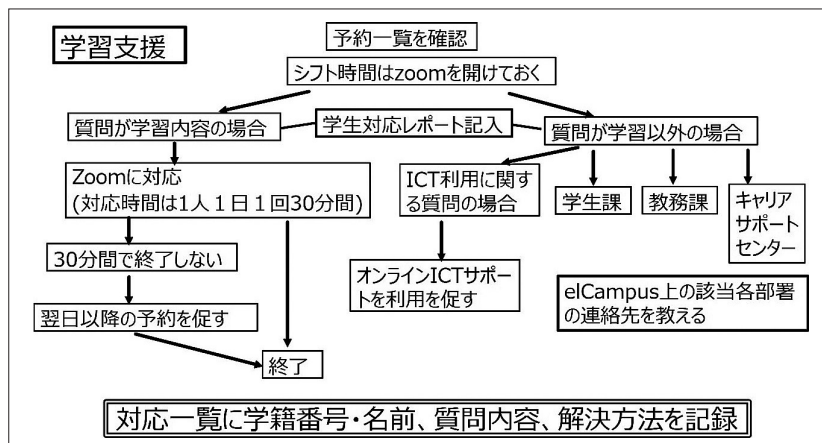 学習支援
予約一覧を確認
シフト時間はzoomを開けておく
質問が学習内容の場合
学生対応レポート記入
質問が学習以外の場合
Zoomに対応
(対応時間は1人1日1回30分間)
ICT利用に関す
る質問の場合
学生課
教務課
キャリア
サポート
センター
30分間で終了しない
オンラインICTサポー
トを利用を促す
elCampus上の該当各部署
の連絡先を教える
翌日以降の予約を促す
終了
対応一覧に学籍番号・名前、質問内容、解決方法を記録